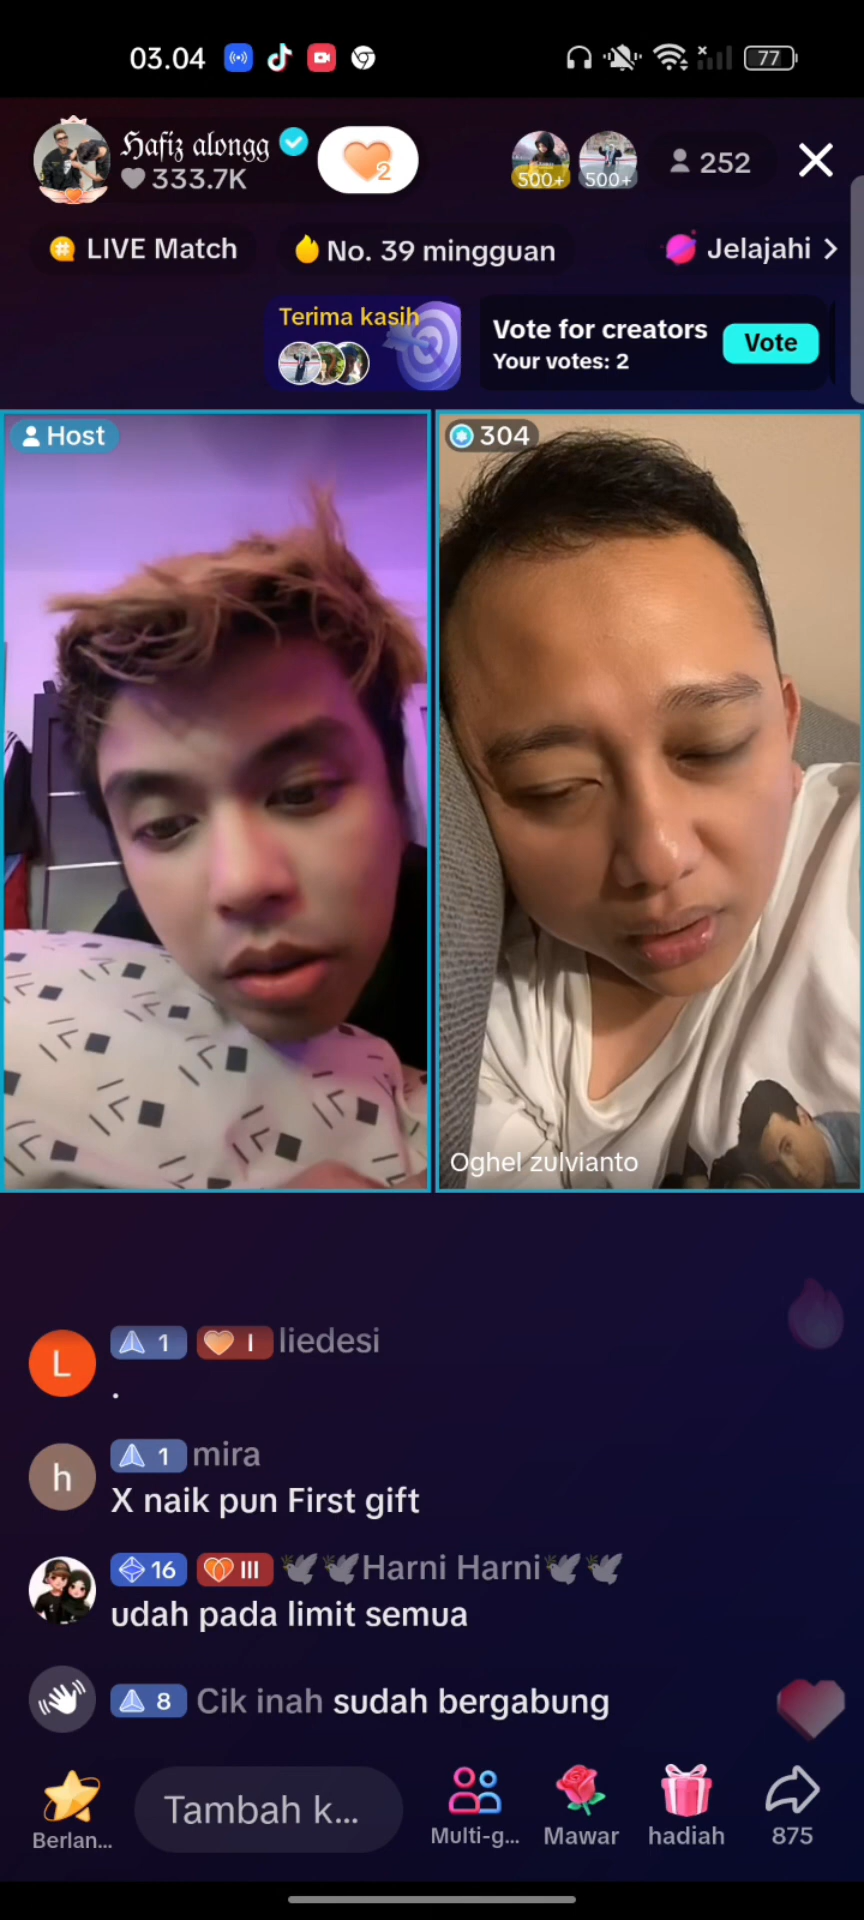 03.04
77
Hafiz alongg
333.7K
2
500+
500+
252
LIVE Match
No. 39 mingguan
Jelajahi
Terima kasih
Vote for creators
Your votes: 2
Vote
Host
304
Oghel zulvianto
L
1 I liedesi
.
h
1 mira
X naik pun First gift
16 III 🕊️🕊️Harni Harni🕊️🕊️
udah pada limit semua
8 Cik inah sudah bergabung
Berlan...
Tambah k...
Multi-g...
Mawar
hadiah
875